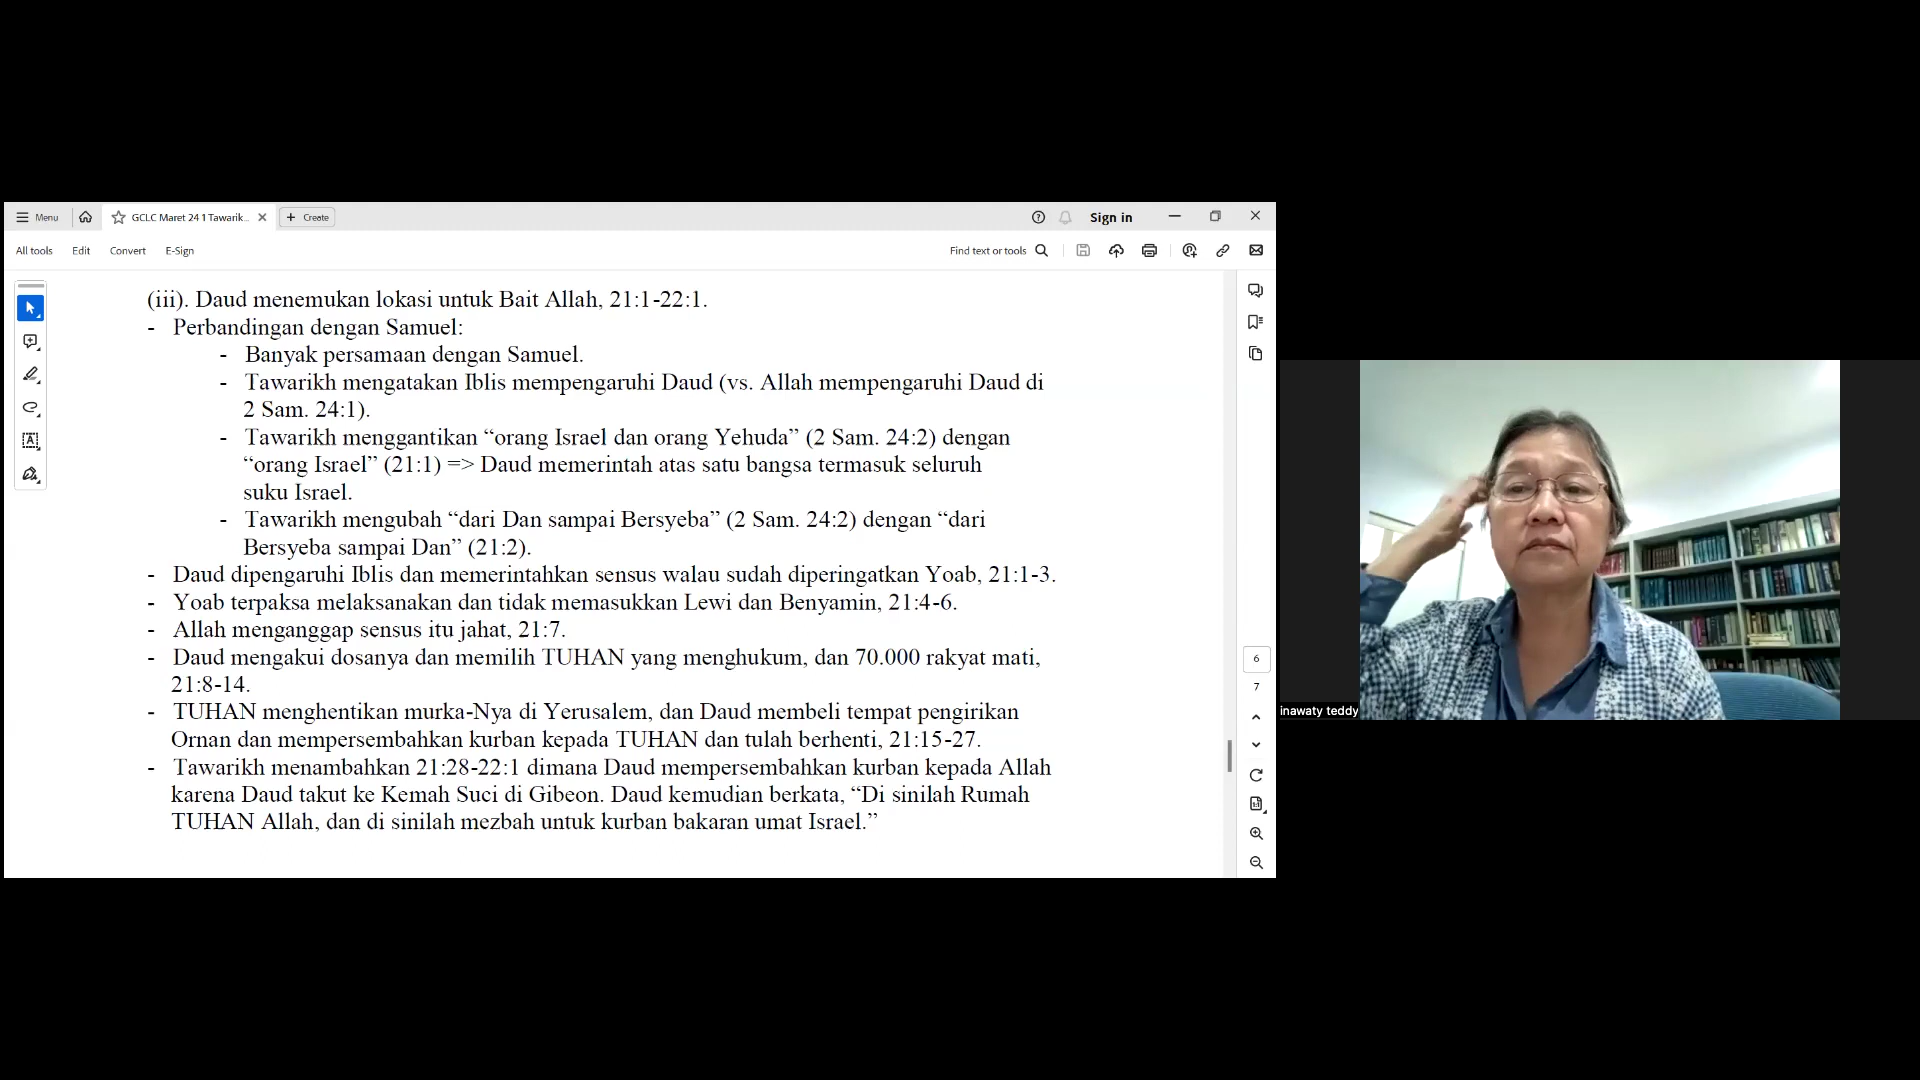 Menu
GCLC Maret 24 1 Tawarik...
Create
Sign in
All tools
Edit
Convert
E-Sign
Find text or tools
(iii). Daud menemukan lokasi untuk Bait Allah, 21:1-22:1.
- Perbandingan dengan Samuel:
- Banyak persamaan dengan Samuel.
- Tawarikh mengatakan Iblis mempengaruhi Daud (vs. Allah mempengaruhi Daud di
2 Sam. 24:1).
- Tawarikh menggantikan “orang Israel dan orang Yehuda” (2 Sam. 24:2) dengan
“orang Israel” (21:1) => Daud memerintah atas satu bangsa termasuk seluruh
suku Israel.
- Tawarikh mengubah “dari Dan sampai Bersyeba” (2 Sam. 24:2) dengan “dari
Bersyeba sampai Dan” (21:2).
- Daud dipengaruhi Iblis dan memerintahkan sensus walau sudah diperingatkan Yoab, 21:1-3.
- Yoab terpaksa melaksanakan dan tidak memasukkan Lewi dan Benyamin, 21:4-6.
- Allah menganggap sensus itu jahat, 21:7.
- Daud mengakui dosanya dan memilih TUHAN yang menghukum, dan 70.000 rakyat mati,
21:8-14.
- TUHAN menghentikan murka-Nya di Yerusalem, dan Daud membeli tempat pengirikan
Ornan dan mempersembahkan kurban kepada TUHAN dan tulah berhenti, 21:15-27.
- Tawarikh menambahkan 21:28-22:1 dimana Daud mempersembahkan kurban kepada Allah
karena Daud takut ke Kemah Suci di Gibeon. Daud kemudian berkata, “Di sinilah Rumah
TUHAN Allah, dan di sinilah mezbah untuk kurban bakaran umat Israel.”
6
7
inawaty teddy